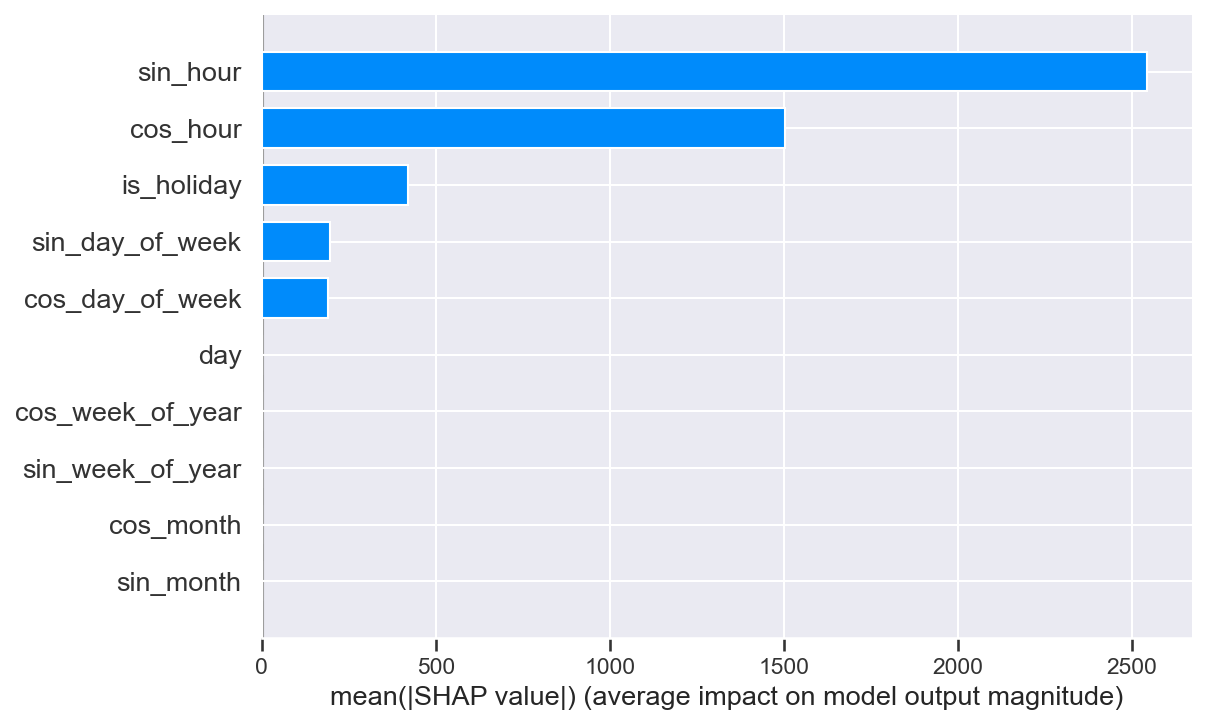 sin_hour
cos_hour
is_holiday
sin_day_of_week
cos_day_of_week
day
cos_week_of_year
sin_week_of_year
cos_month
sin_month
0 500 1000 1500 2000 2500
mean(|SHAP value|) (average impact on model output magnitude)